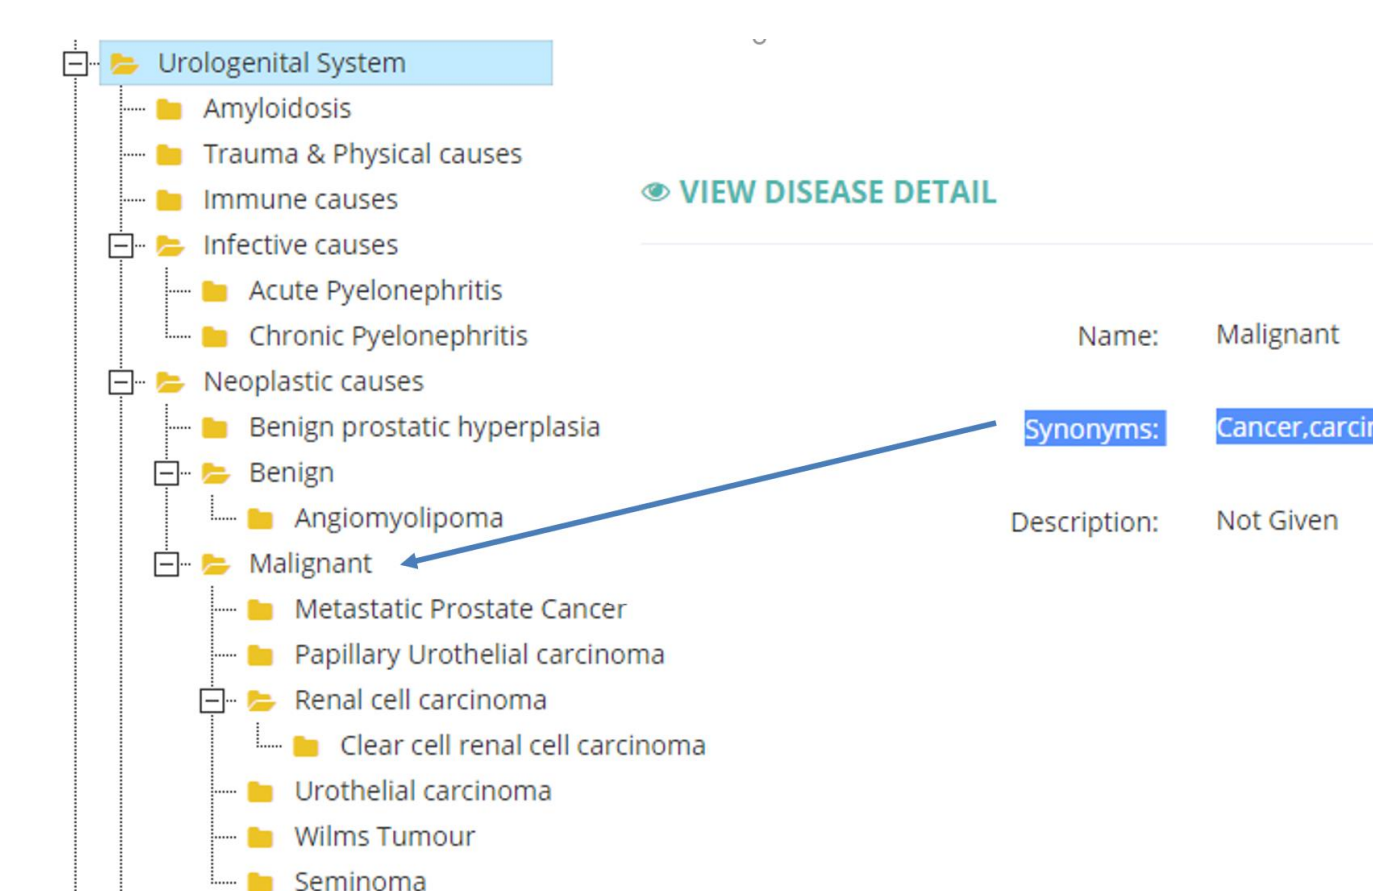 Urologenital System
Amyloidosis
Trauma & Physical causes
Immune causes
Infective causes
Acute Pyelonephritis
Chronic Pyelonephritis
Neoplastic causes
Benign prostatic hyperplasia
Benign
Angiomyolipoma
Malignant
Metastatic Prostate Cancer
Papillary Urothelial carcinoma
Renal cell carcinoma
Clear cell renal cell carcinoma
Urothelial carcinoma
Wilms Tumour
Seminoma
VIEW DISEASE DETAIL
Name: Malignant
Synonyms: Cancer,
Description: Not Given